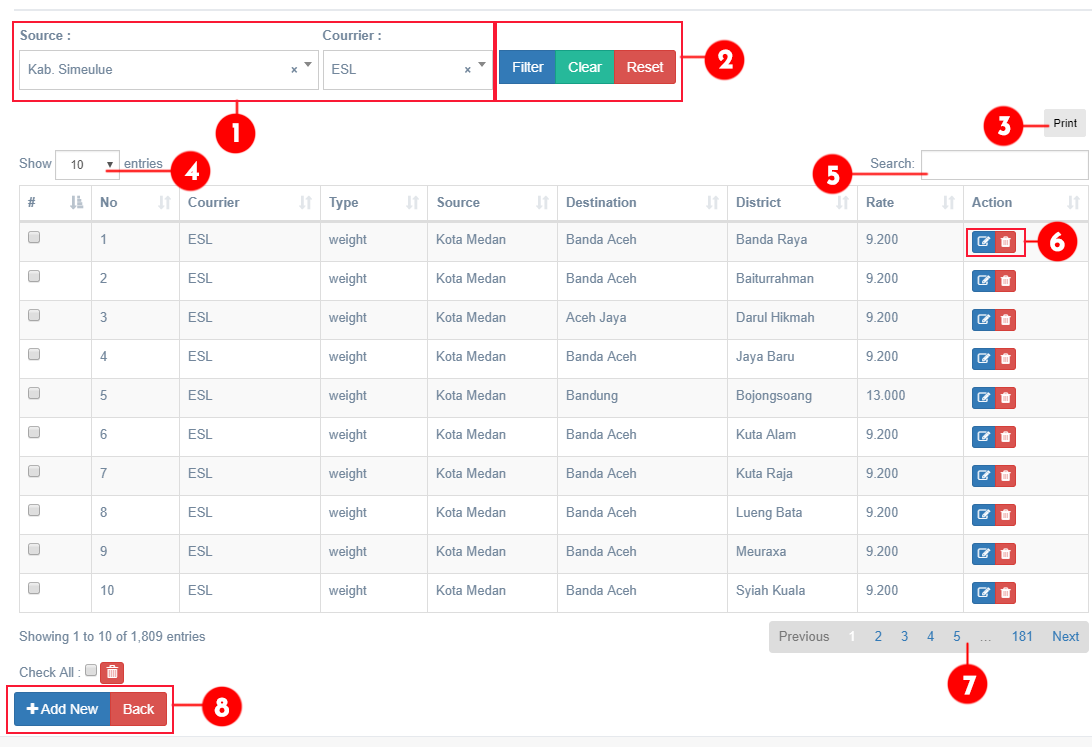 Source : Courrier :
Kab. Simeulue × ESL × Filter Clear Reset 2
1
3 Print
Show 10 entries 4 5 Search:
# No Courrier Type Source Destination District Rate Action
1 ESL weight Kota Medan Banda Aceh Banda Raya 9.200 6
2 ESL weight Kota Medan Banda Aceh Baiturrahman 9.200
3 ESL weight Kota Medan Aceh Jaya Darul Hikmah 9.200
4 ESL weight Kota Medan Banda Aceh Jaya Baru 9.200
5 ESL weight Kota Medan Bandung Bojongsoang 13.000
6 ESL weight Kota Medan Banda Aceh Kuta Alam 9.200
7 ESL weight Kota Medan Banda Aceh Kuta Raja 9.200
8 ESL weight Kota Medan Banda Aceh Lueng Bata 9.200
9 ESL weight Kota Medan Banda Aceh Meuraxa 9.200
10 ESL weight Kota Medan Banda Aceh Syiah Kuala 9.200
Showing 1 to 10 of 1,809 entries Previous 1 2 3 4 5 ... 181 Next
Check All : 7
+ Add New Back 8